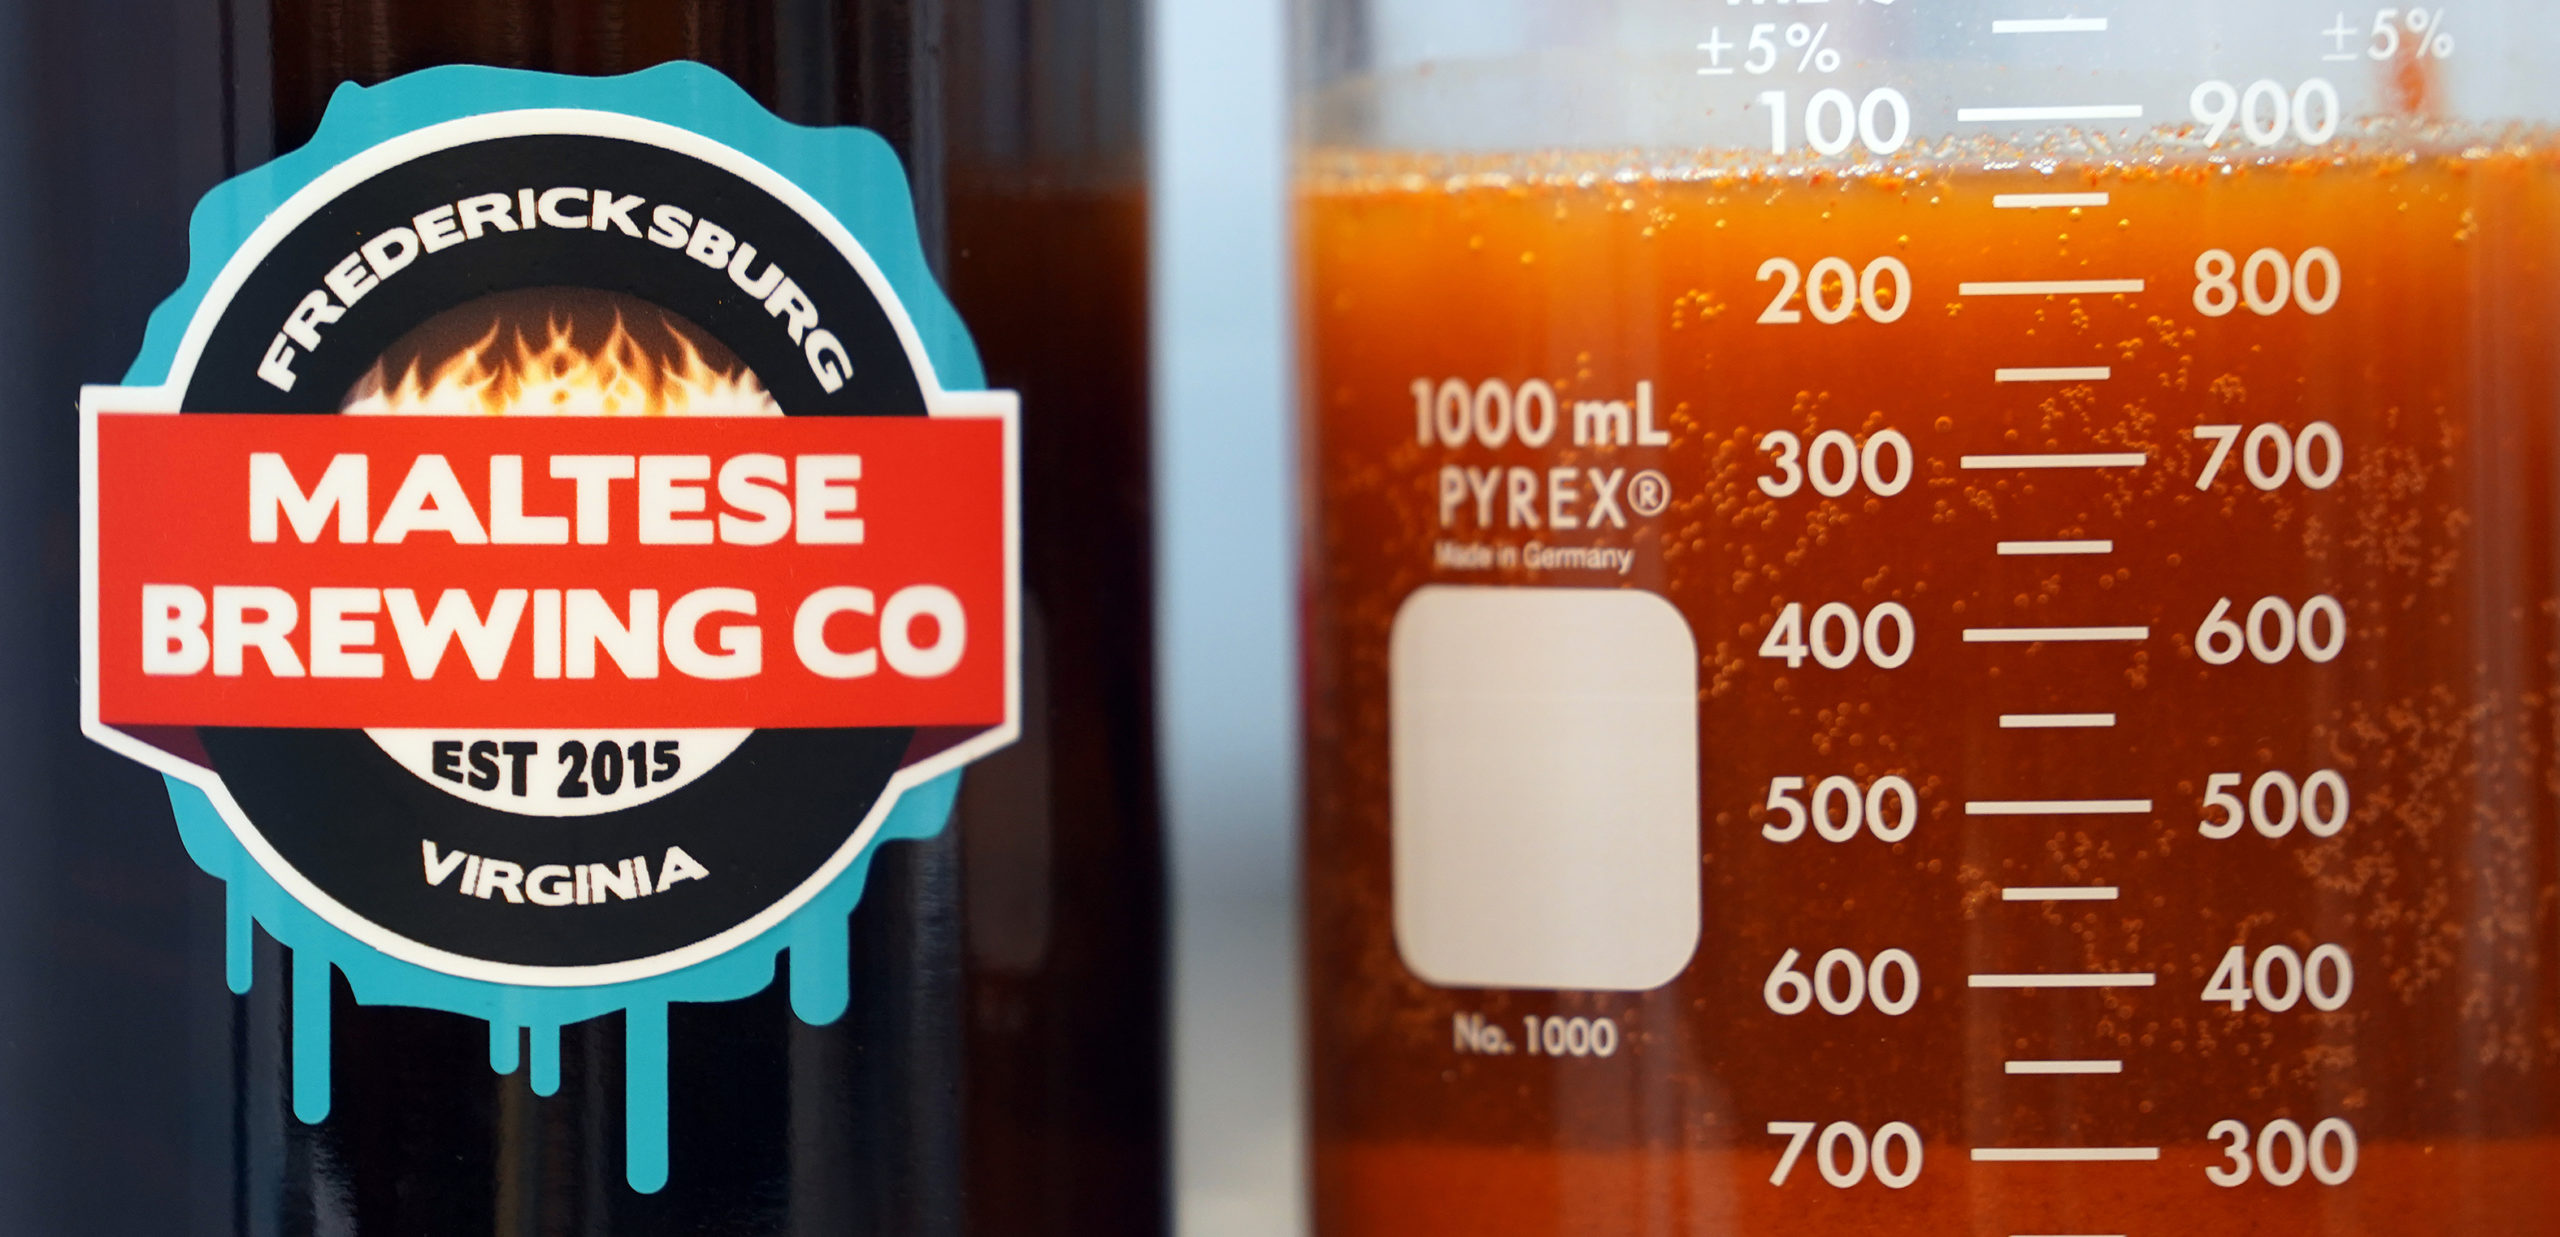 FREDERICKSBURG
MALTESE
BREWING CO
EST 2015
VIRGINIA
±5% ±5%
100 900
200 800
1000 mL
300 700
PYREX®
Made in Germany
400 600
500 500
600 400
No. 1000
700 300